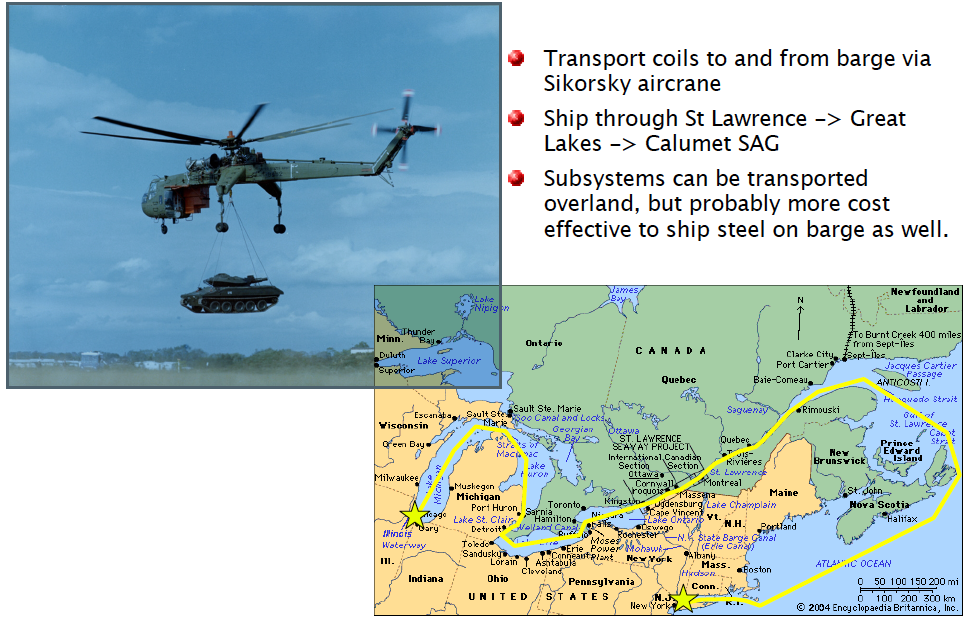 Transport coils to and from barge via
Sikorsky aircrane
Ship through St Lawrence –> Great
Lakes –> Calumet SAG
Subsystems can be transported
overland, but probably more cost
effective to ship steel on barge as well.
James
Bay
Newfoundland
and
Labrador
Lake
Nipigon
N
Minn.
Thunder
Bay
Ontario
CANADA
To Burnt Creek 400 miles
from Sept-Iles
Duluth
Superior
Lake Superior
Clarke City
Sept-Iles
Port Cartier
Jacques Cartier
Passage
Quebec
Baie-Comeau
ANTICOSTI I.
Honguedo Strait
Escanaba
Sault Ste.
Marie
Sault Ste. Marie
Soo Canal and Locks
Saguenay
Rimouski
Gulf of
St. Lawrence
Cabot
Strait
Wisconsin
Green Bay
Straits of
Mackinac
Georgian
Bay
Ottawa
ST. LAWRENCE
SEAWAY PROJECT
International
Section
Canadian
Section
Quebec
Trois-
Rivières
Prince
Edward
Island
New
Brunswick
Lake
Huron
Ottawa
Cornwall
Iroquois
St. Lawrence
Montreal
Milwaukee
Lake
Michigan
Muskegon
Michigan
Kingston
Massena
Ogdensburg
Maine
St. John
Nova Scotia
Halifax
Port Huron
Sarnia
Toronto
Hamilton
Oswego
Cape Vincent
Lake Champlain
Chicago
Gary
Lake St. Clair
Detroit
Welland Canal
Niagara
Falls
Lake Ontario
Rochester
Vt.
N.H.
Portland
Illinois
Waterway
Toledo
Sandusky
Lorain
Cleveland
Ashtabula
Conneaut
Erie
Buffalo
Moses
Power
Plant
Mohawk
N.Y. State Barge Canal
(Erie Canal)
New York
Albany
Mass.
Boston
ATLANTIC OCEAN
Ill.
Indiana
Ohio
Pennsylvania
Hudson
Conn.
R.I.
UNITED STATES
N.J.
New York
0 50 100 150 200 mi
0 100 200 300 km
© 2004 Encyclopaedia Britannica, Inc.